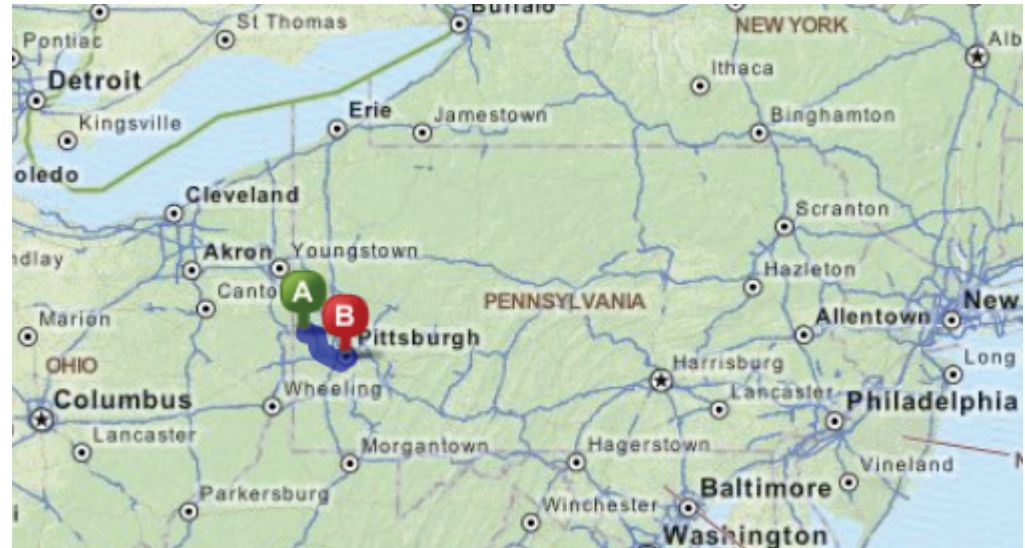 Buffalo
St Thomas
NEW YORK
Pontiac
Alb
Detroit
Ithaca
Erie
Jamestown
Binghamton
Kingsville
oledo
Cleveland
Scranton
Akron
Youngstown
ndlay
Hazleton
Canto
A
PENNSYLVANIA
New
B
Marion
Allentown
Pittsburgh
Long
OHIO
Harrisburg
Wheeling
Lancaster
Columbus
Philadelphia
Lancaster
Morgantown
Hagerstown
N
Vineland
Parkersburg
Baltimore
Winchester
i
Washington